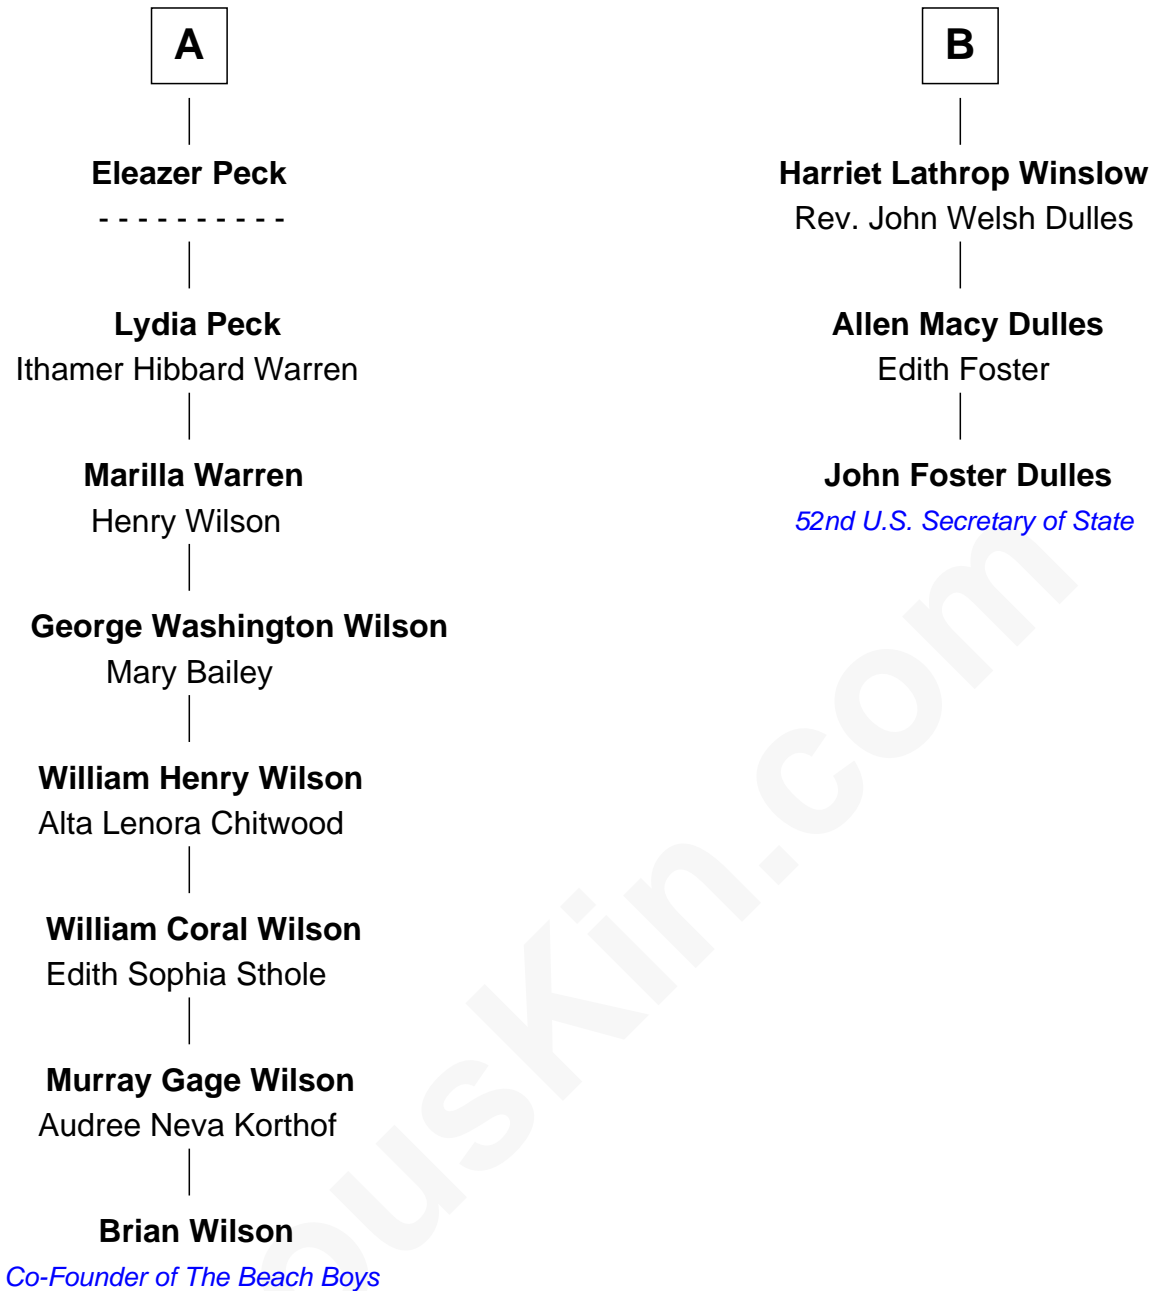 A
Eleazer Peck
- - - - - - - - - -
Lydia Peck
Ithamer Hibbard Warren
Marilla Warren
Henry Wilson
George Washington Wilson
Mary Bailey
William Henry Wilson
Alta Lenora Chitwood
William Coral Wilson
Edith Sophia Sthole
Murray Gage Wilson
Audree Neva Korthof
Brian Wilson
Co-Founder of The Beach Boys
B
Harriet Lathrop Winslow
Rev. John Welsh Dulles
Allen Macy Dulles
Edith Foster
John Foster Dulles
52nd U.S. Secretary of State
ousKin.com